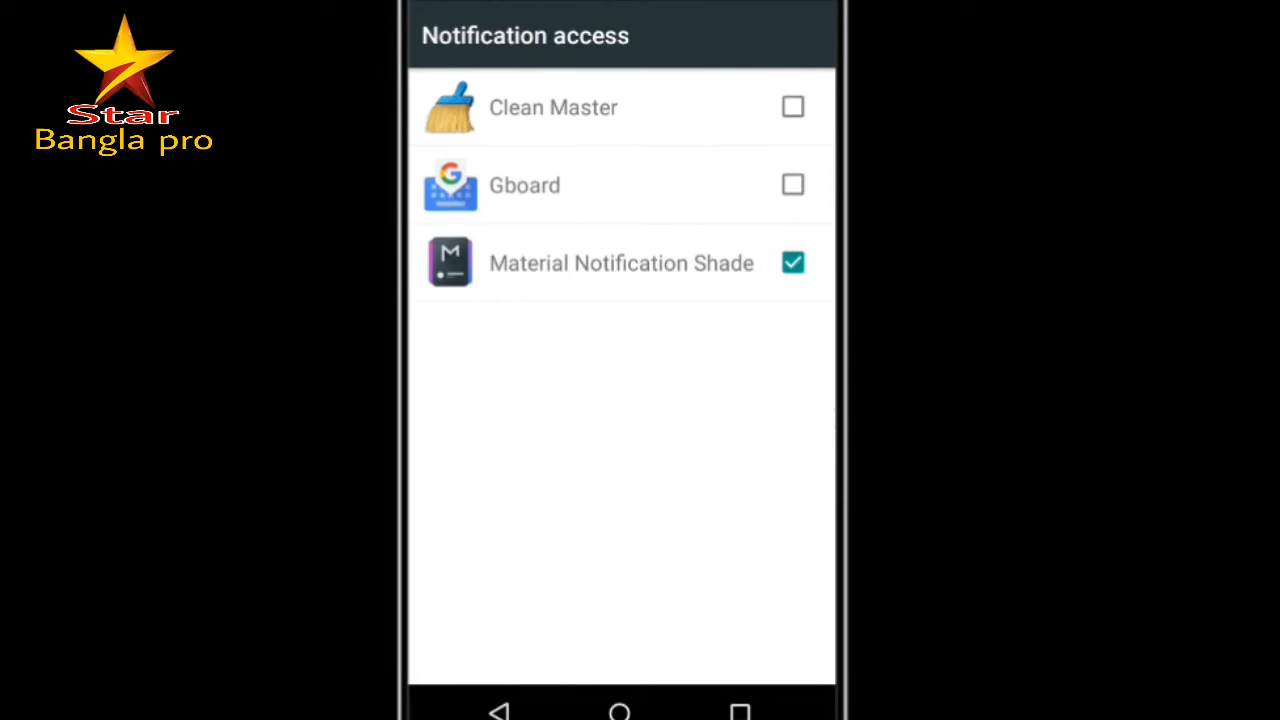 Star
Bangla pro
Notification access
Clean Master
Gboard
Material Notification Shade